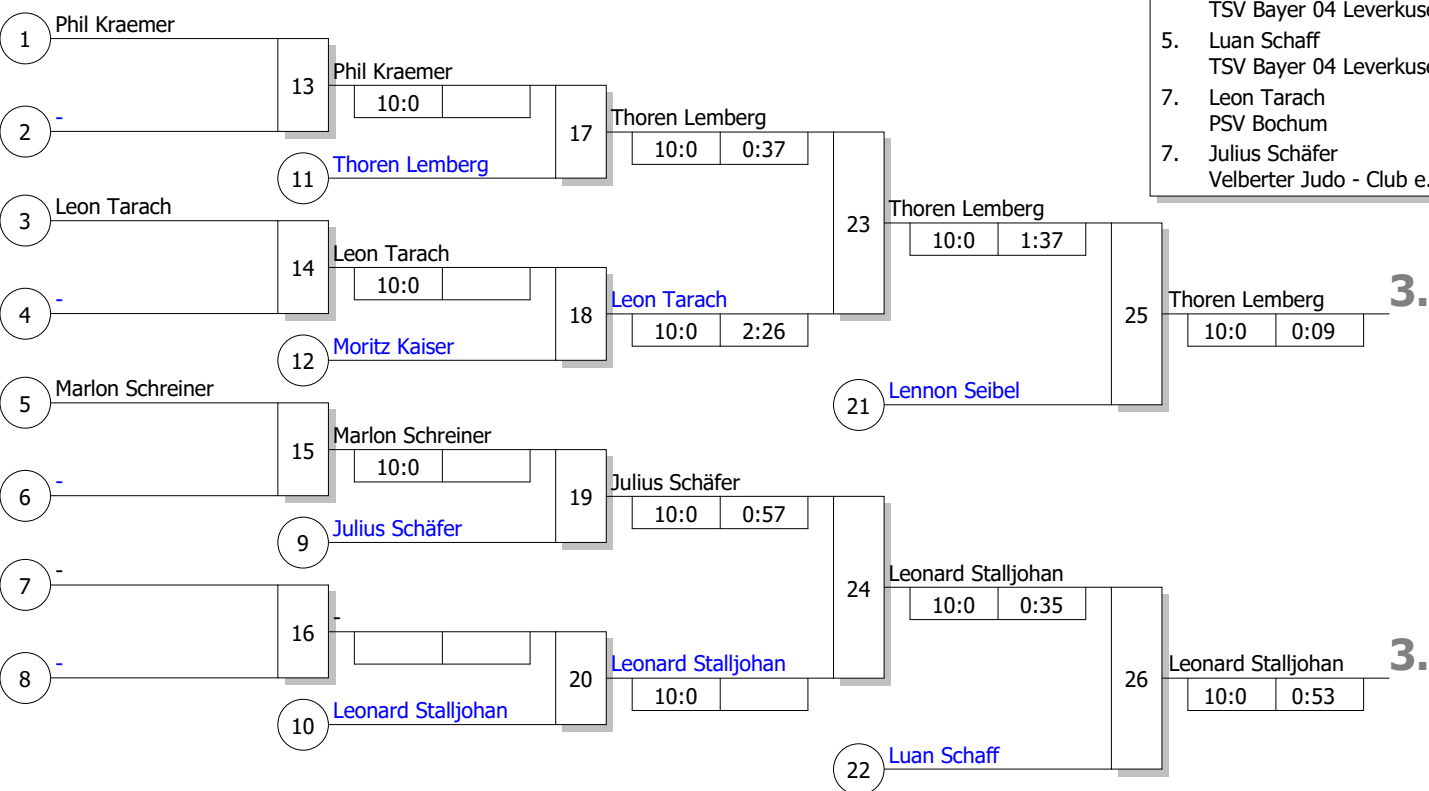 TSV Bayer 04
5. Luan Schaff
TSV Bayer 04
7. Leon Tarach
PSV Bochum
7. Julius Schäfer
Velberter Judo - Club
1 Phil Kraemer
13 Phil Kraemer
10:0
2 -
17 Thoren Lemberg
10:0 0:37
11 Thoren Lemberg
3 Leon Tarach
23 Thoren Lemberg
10:0 1:37
14 Leon Tarach
10:0
4 -
18 Leon Tarach
10:0 2:26
25 Thoren Lemberg 3.
10:0 0:09
12 Moritz Kaiser
5 Marlon Schreiner
21 Lennon Seibel
15 Marlon Schreiner
10:0
6 -
19 Julius Schäfer
10:0 0:57
9 Julius Schäfer
7 -
24 Leonard Stalljohan
10:0 0:35
16 -
8 -
20 Leonard Stalljohan
10:0
26 Leonard Stalljohan 3.
10:0 0:53
10 Leonard Stalljohan
22 Luan Schaff